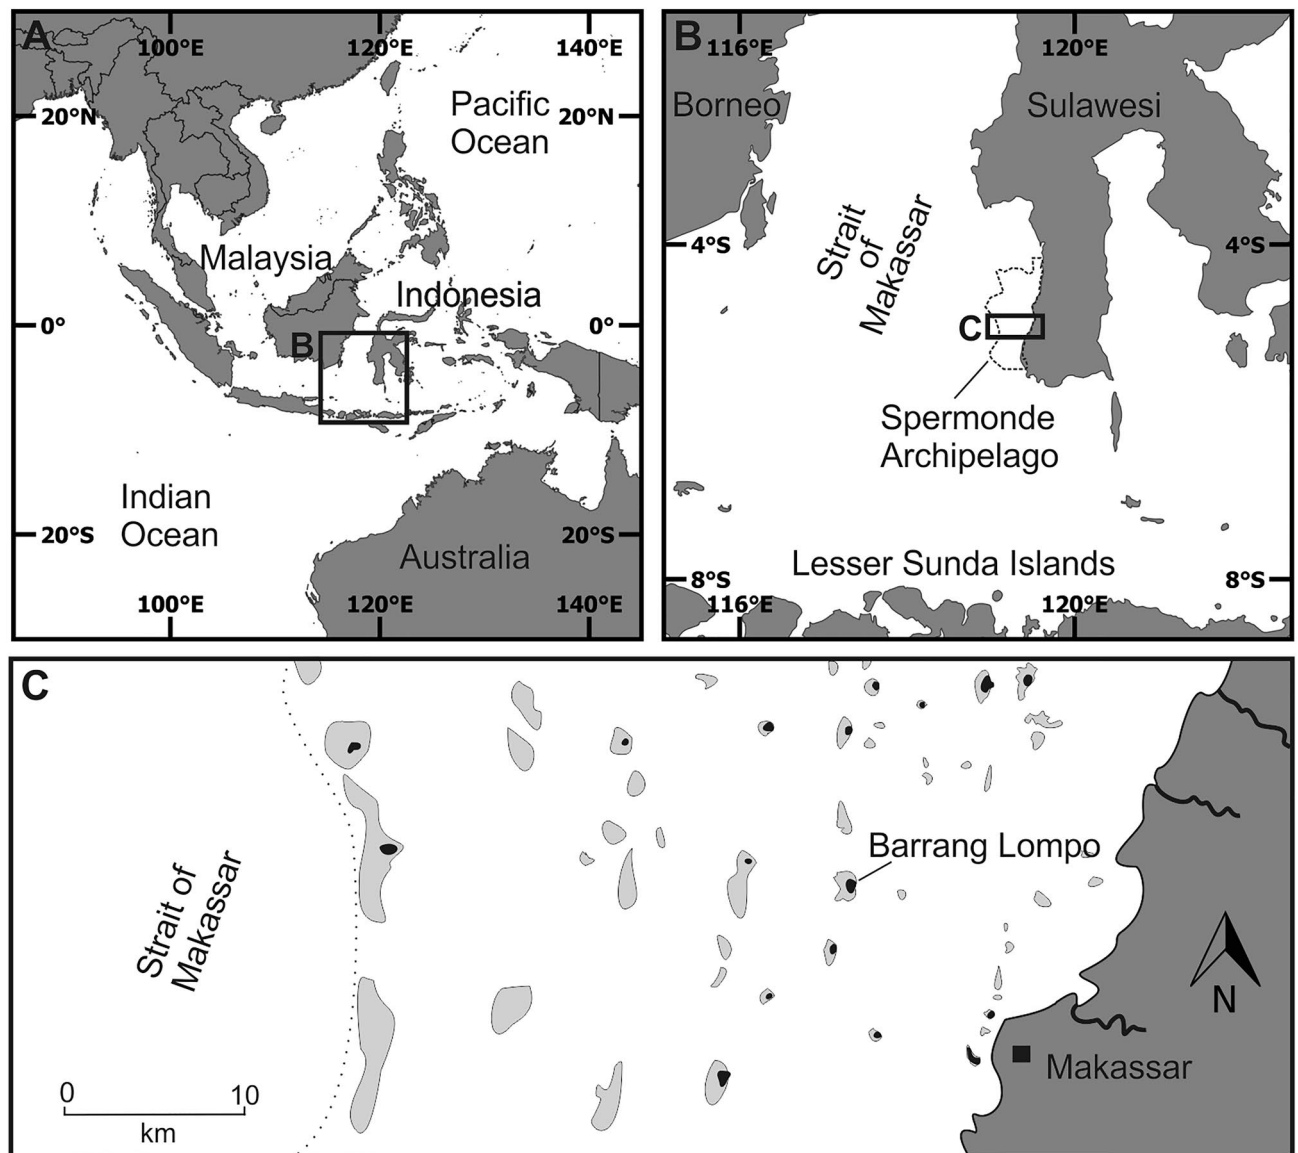 A
100°E
120°E
140°E
20°N
Pacific
Ocean
20°N
Malaysia
Indonesia
0°
0°
B
Indian
Ocean
20°S
20°S
Australia
100°E
120°E
140°E
B
116°E
120°E
Borneo
Sulawesi
Strait
of
Makassar
4°S
4°S
C
Spermonde
Archipelago
Lesser Sunda Islands
8°S
8°S
116°E
120°E
C
Barrang Lompo
Strait of
Makassar
N
Makassar
0
10
km